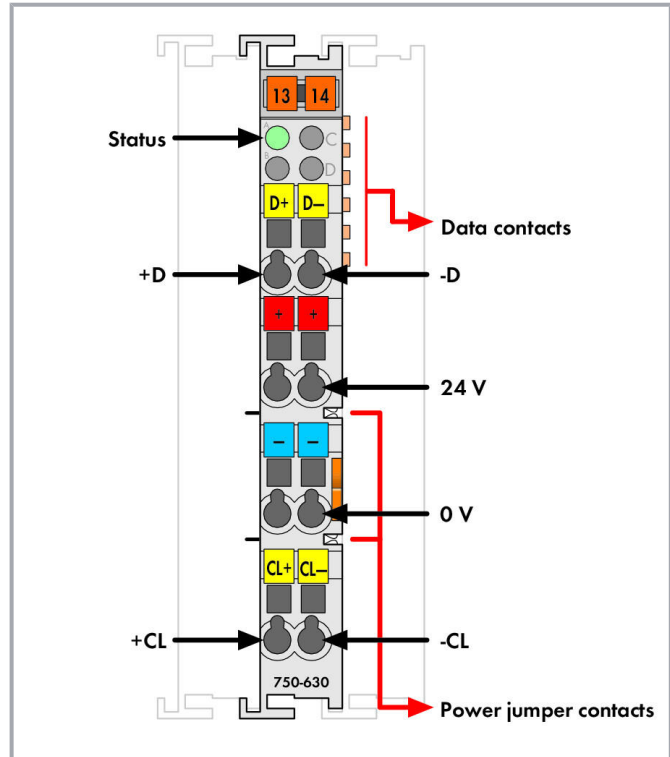 13 14
A
C
Status
B
D
D+ D−
Data contacts
+D
-D
+ +
24 V
− −
0 V
CL+ CL−
+CL
-CL
750-630
Power jumper contacts